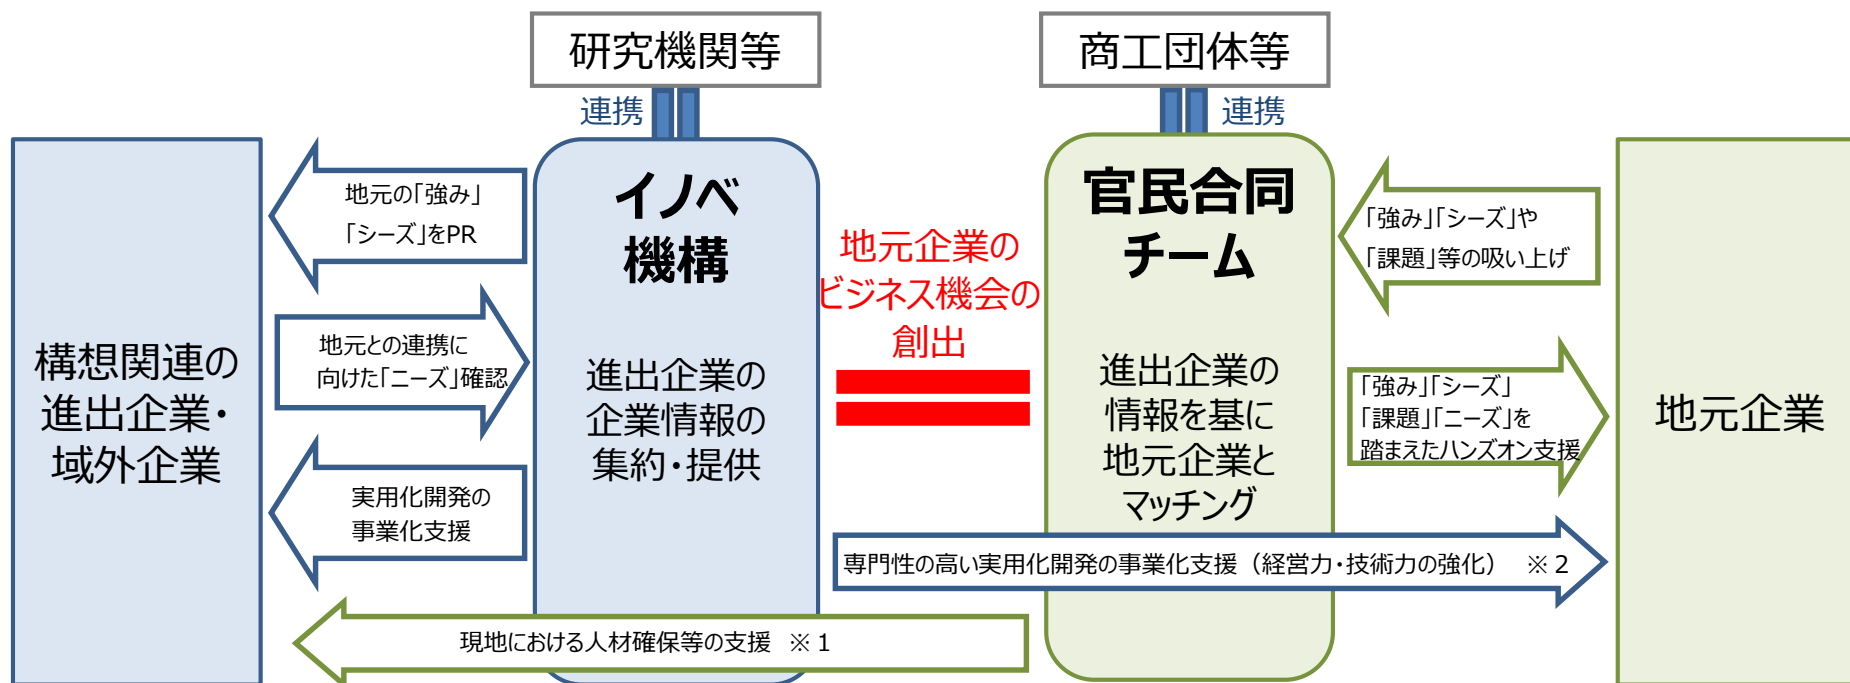 研究機関等
商工団体等
連携
連携
構想関連の
進出企業・
域外企業
地元の「強み」
「シーズ」をPR
地元との連携に
向けた「ニーズ」確認
実用化開発の
事業化支援
イノベ
機構
進出企業の
企業情報の
集約・提供
地元企業の
ビジネス機会の
創出
官民合同
チーム
進出企業の
情報を基に
地元企業と
マッチング
「強み」「シーズ」や
「課題」等の吸い上げ
「強み」「シーズ」
「課題」「ニーズ」を
踏まえたハンズオン支援
地元企業
専門性の高い実用化開発の事業化支援（経営力・技術力の強化）　※２
現地における人材確保等の支援　※１